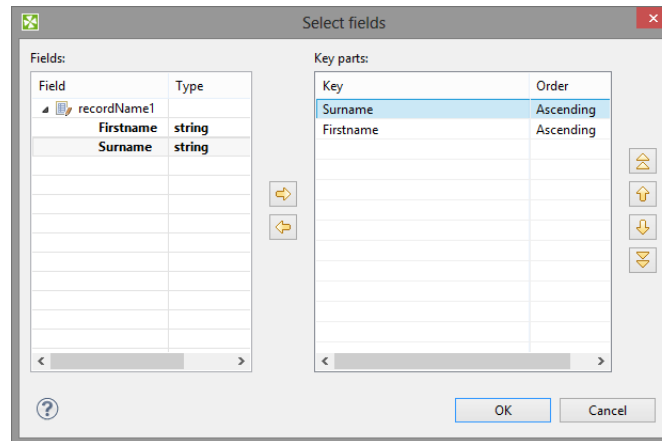 Select fields
Fields:
Field Type
recordName1
Firstname string
Surname string
Key parts:
Key Order
Surname Ascending
Firstname Ascending
OK Cancel